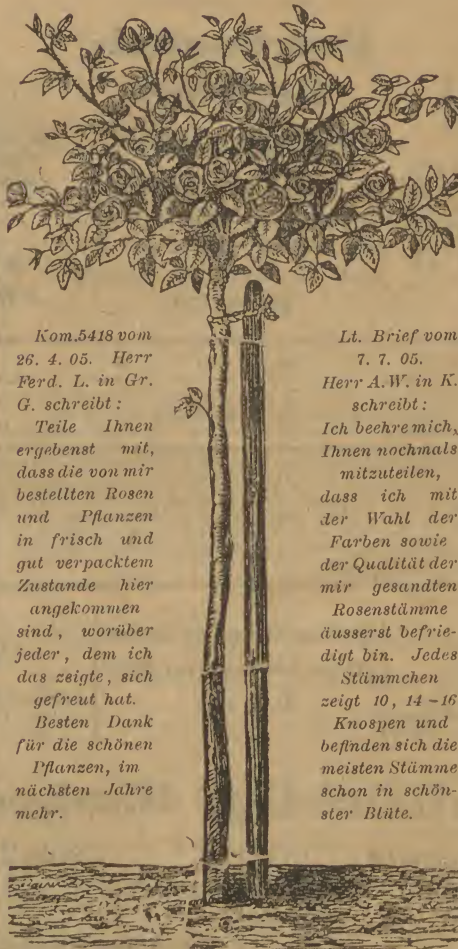 Kom.5418 vom
26. 4. 05. Herr
Ferd. L. in Gr.
G. schreibt:
Teile Ihnen
ergebenst mit,
dass die von mir
bestellten Rosen
und Pflanzen
in frisch und
gut verpacktem
Zustande hier
angekommen
sind, worüber
jeder, dem ich
das zeigte, sich
gefreut hat.
Besten Dank
für die schönen
Pflanzen, im
nächsten Jahre
mehr.
Lt. Brief vom
7. 7. 05.
Herr A. W. in K.
schreibt:
Ich beehre mich,
Ihnen nochmals
mitzuteilen,
dass ich mit
der Wahl der
Farben sowie
der Qualität der
mir gesandten
Rosenstämme
äusserst befrie-
digt bin. Jedes
Stämmchen
zeigt 10, 14-16
Knospen und
befinden sich die
meisten Stämme
schon in schön-
ster Blüte.